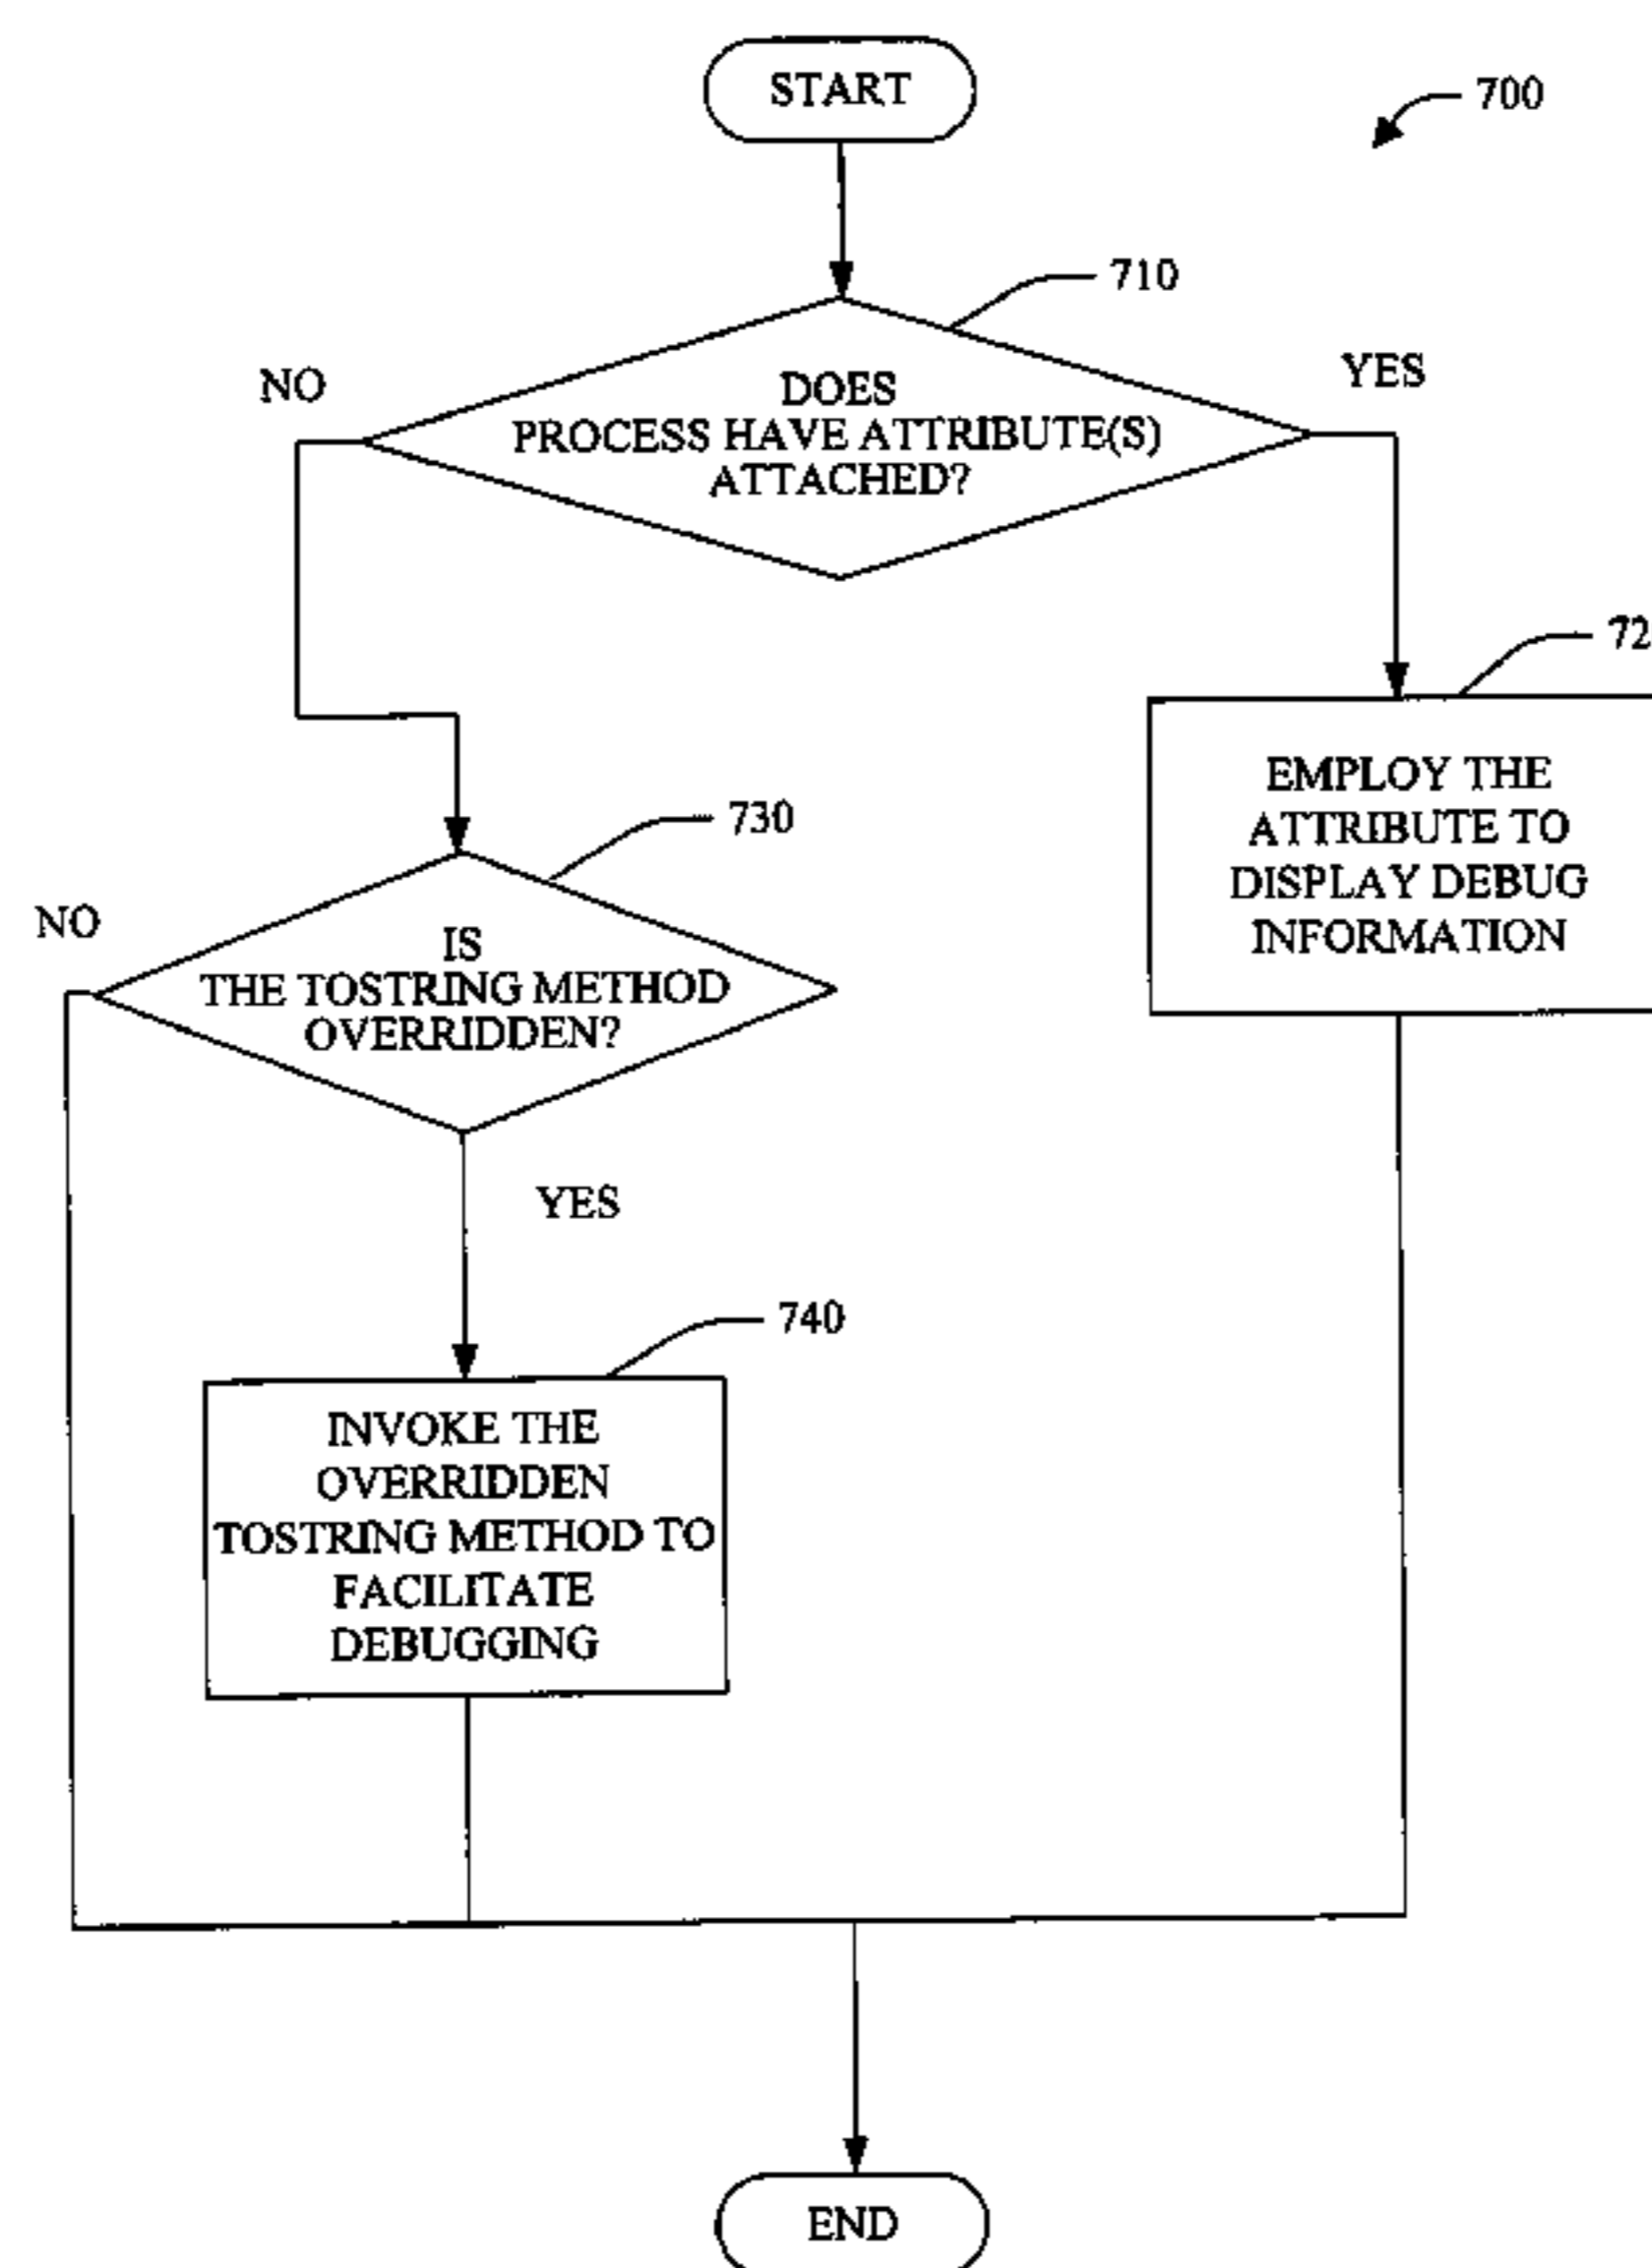 START
700
710
NO
YES
DOES
PROCESS HAVE ATTRIBUTE(S)
ATTACHED?
72
EMPLOY THE
ATTRIBUTE TO
DISPLAY DEBUG
INFORMATION
730
NO
IS
THE TOSTRING METHOD
OVERRIDDEN?
YES
740
INVOKE THE
OVERRIDDEN
TOSTRING METHOD TO
FACILITATE
DEBUGGING
END